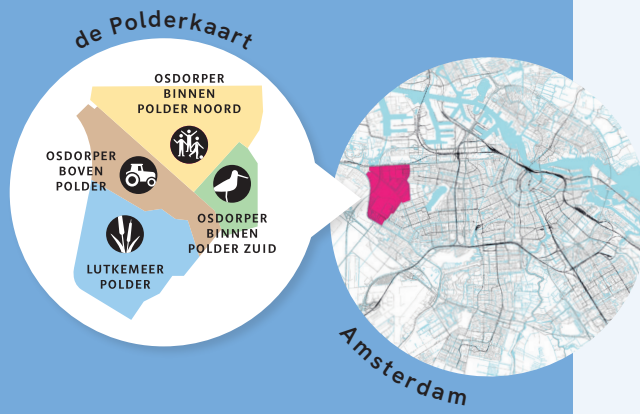 de Polderkaart
OSDORPER
BINNEN
POLDER NOORD
OSDORPER
BOVEN
POLDER
OSDORPER
BINNEN
POLDER ZUID
LUTKEMEER
POLDER
Amsterdam